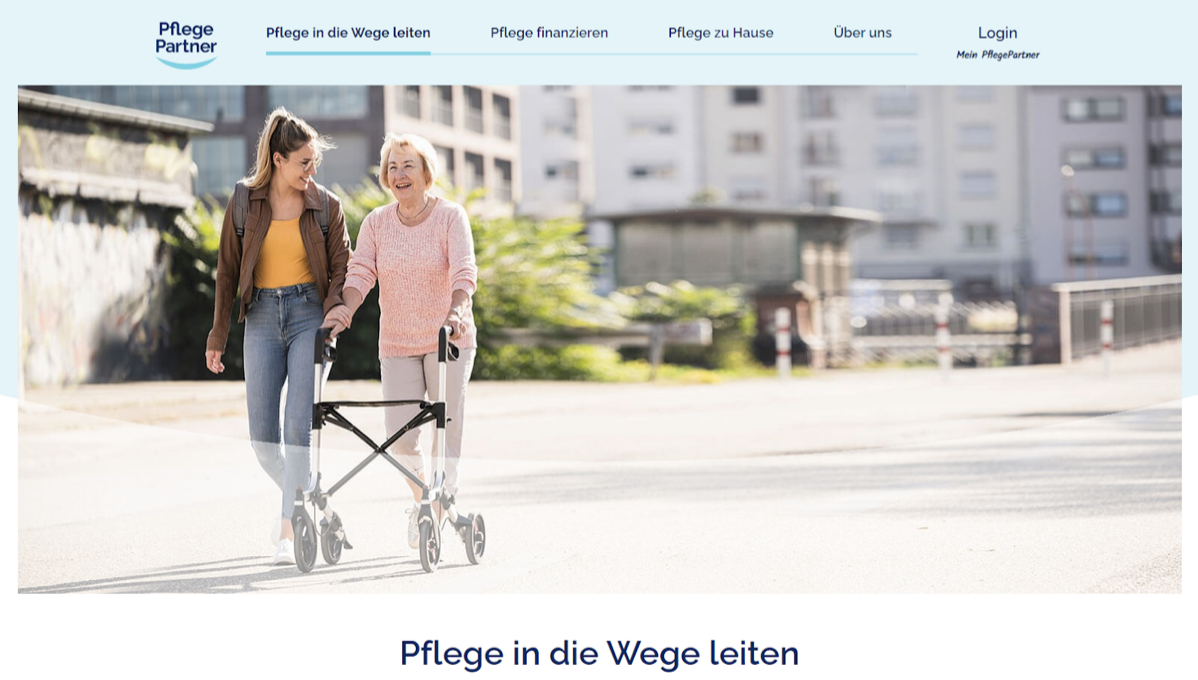 Pflege
Partner
Pflege in die Wege leiten
Pflege finanzieren
Pflege zu Hause
Über uns
Login
Mein PflegePartner
Pflege in die Wege leiten